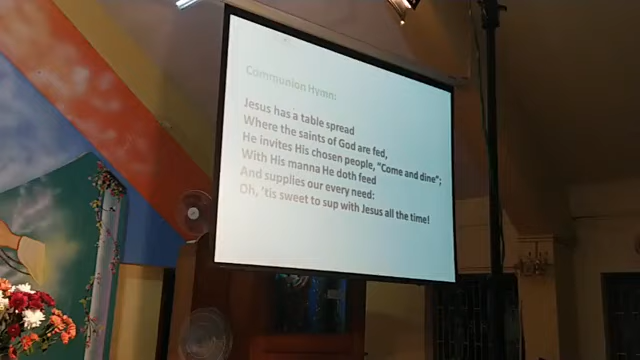 Communion Hymn:
Jesus has a table spread
Where the saints of God are fed,
He invites His chosen people, “Come and dine”;
With His manna He doth feed
And supplies our every need:
Oh, ’tis sweet to sup with Jesus all the time!